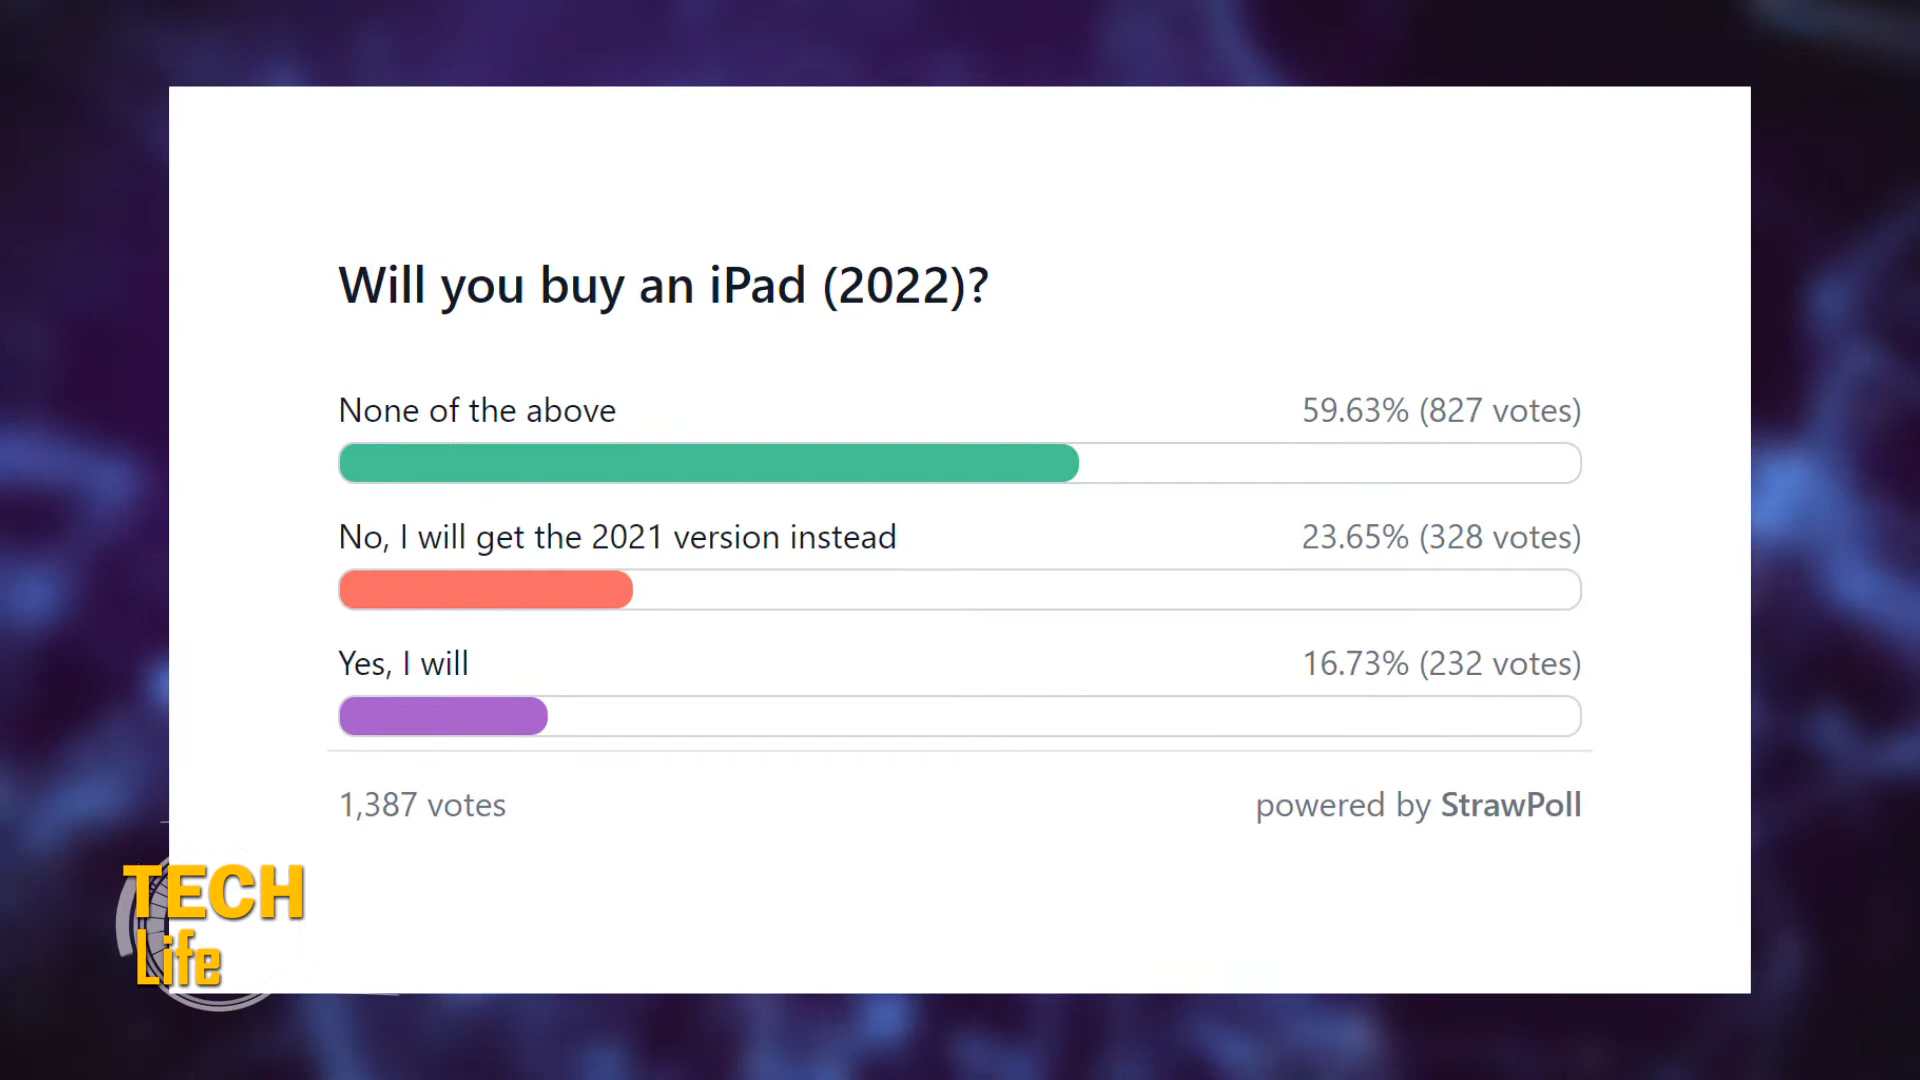 Will you buy an iPad (2022)?
None of the above 59.63% (827 votes)
No, I will get the 2021 version instead 23.65% (328 votes)
Yes, I will 16.73% (232 votes)
1,387 votes powered by StrawPoll
TECH
Life